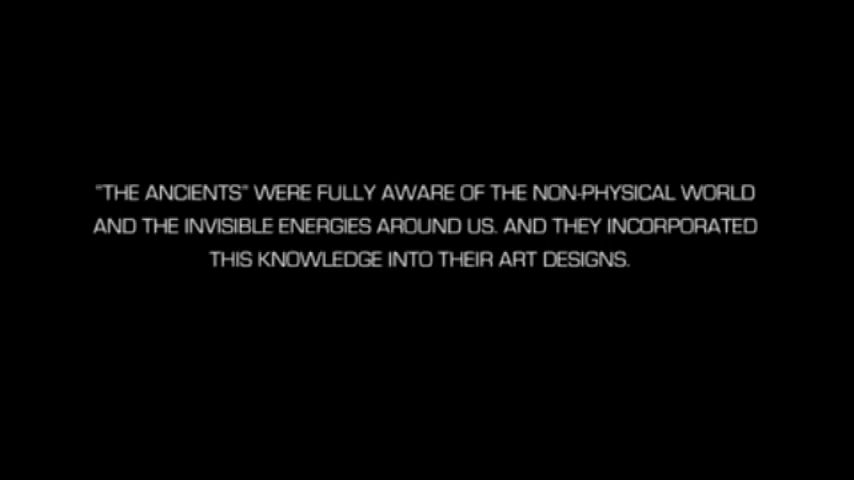 "THE ANCIENTS" WERE FULLY AWARE OF THE NON-PHYSICAL WORLD
AND THE INVISIBLE ENERGIES AROUND US. AND THEY INCORPORATED
THIS KNOWLEDGE INTO THEIR ART DESIGNS.